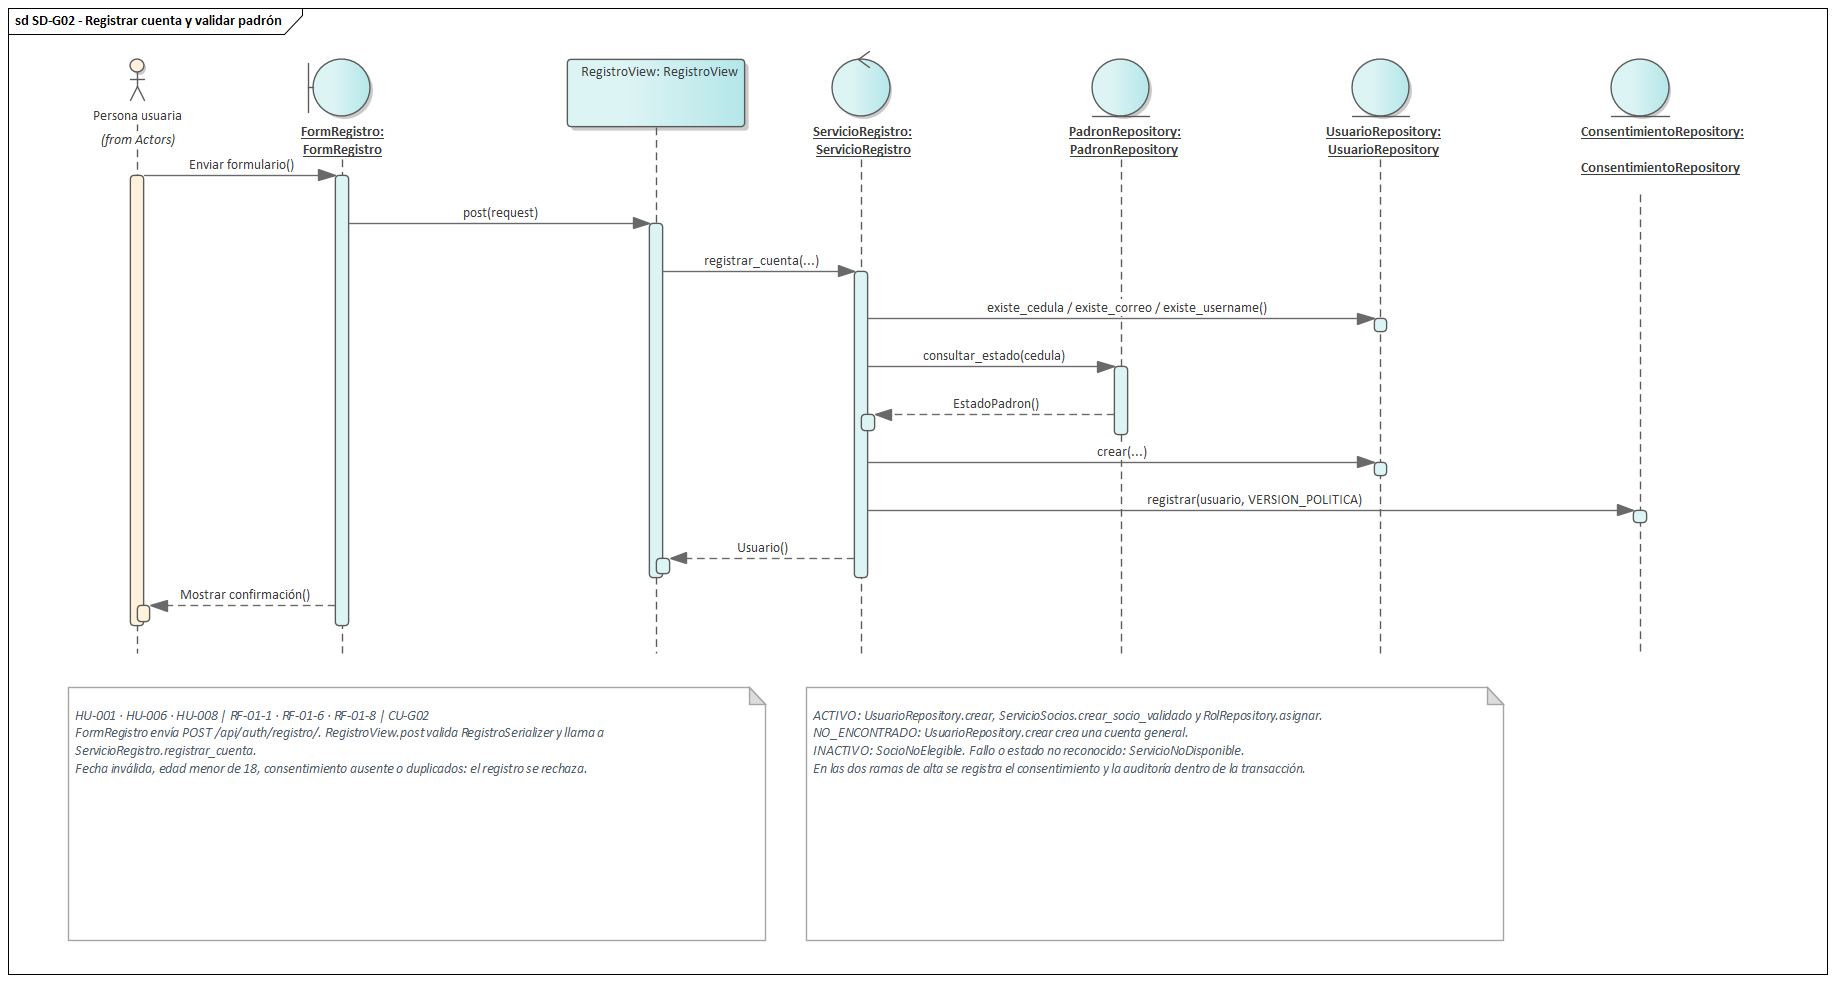 sd SD-G02 - Registrar cuenta y validar padrón
Persona usuaria
(from Actors)
FormRegistro:
FormRegistro
RegistroView: RegistroView
ServicioRegistro:
ServicioRegistro
PadronRepository:
PadronRepository
UsuarioRepository:
UsuarioRepository
ConsentimientoRepository:
ConsentimientoRepository
Enviar formulario()
post(request)
registrar_cuenta(...)
existe_cedula / existe_correo / existe_username()
consultar_estado(cedula)
EstadoPadron()
crear(...)
registrar(usuario, VERSION_POLITICA)
Usuario()
Mostrar confirmación()
HU-001 · HU-006 · HU-008 | RF-01-1 · RF-01-6 · RF-01-8 | CU-G02
FormRegistro envía POST /api/auth/registro/. RegistroView.post valida RegistroSerializer y llama a
ServicioRegistro.registrar_cuenta.
Fecha inválida, edad menor de 18, consentimiento ausente o duplicados: el registro se rechaza.
ACTIVO: UsuarioRepository.crear, ServicioSocios.crear_socio_validado y RolRepository.asignar.
NO_ENCONTRADO: UsuarioRepository.crear crea una cuenta general.
INACTIVO: SocioNoElegible. Fallo o estado no reconocido: ServicioNoDisponible.
En las dos ramas de alta se registra el consentimiento y la auditoría dentro de la transacción.